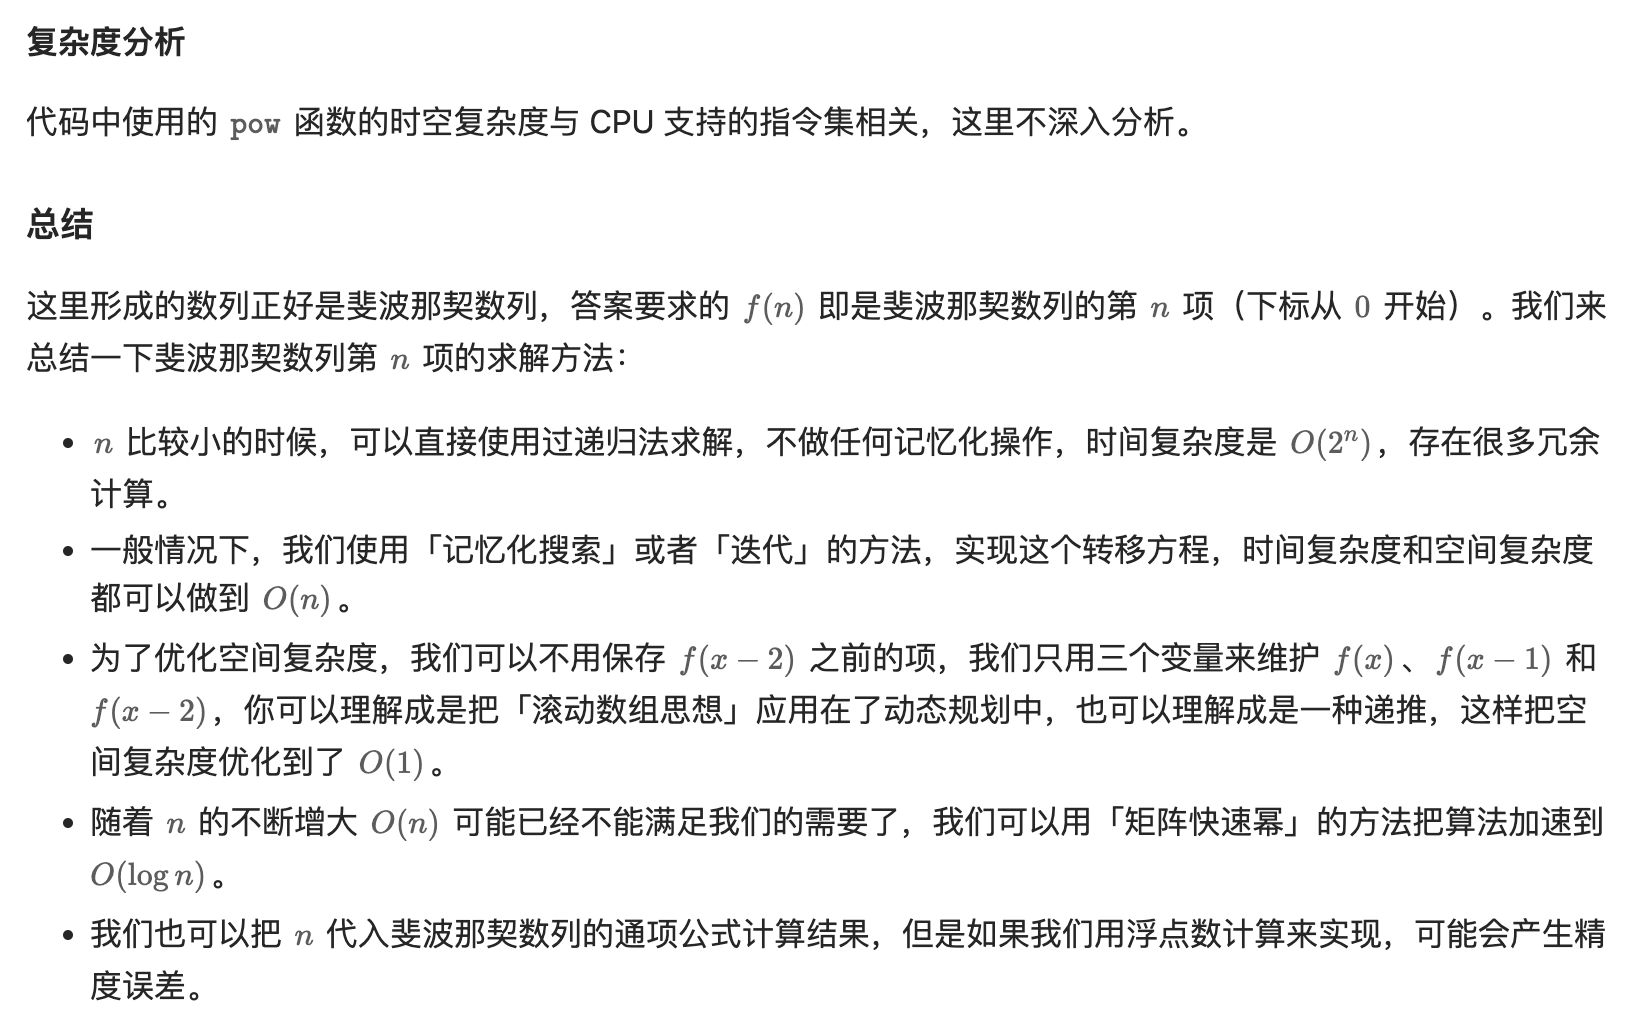 复杂度分析
代码中使用的 pow 函数的时空复杂度与 CPU 支持的指令集相关，这里不深入分析。
总结
这里形成的数列正好是斐波那契数列，答案要求的 f(n) 即是斐波那契数列的第 n 项（下标从 0 开始）。我们来
总结一下斐波那契数列第 n 项的求解方法：
• n 比较小的时候，可以直接使用过递归法求解，不做任何记忆化操作，时间复杂度是 O(2ⁿ)，存在很多冗余
计算。
• 一般情况下，我们使用「记忆化搜索」或者「迭代」的方法，实现这个转移方程，时间复杂度和空间复杂度
都可以做到 O(n)。
• 为了优化空间复杂度，我们可以不用保存 f(x − 2) 之前的项，我们只用三个变量来维护 f(x)、f(x − 1) 和
f(x − 2)，你可以理解成是把「滚动数组思想」应用在了动态规划中，也可以理解成是一种递推，这样把空
间复杂度优化到了 O(1)。
• 随着 n 的不断增大 O(n) 可能已经不能满足我们的需要了，我们可以用「矩阵快速幂」的方法把算法加速到
O(log n)。
• 我们也可以把 n 代入斐波那契数列的通项公式计算结果，但是如果我们用浮点数计算来实现，可能会产生精
度误差。